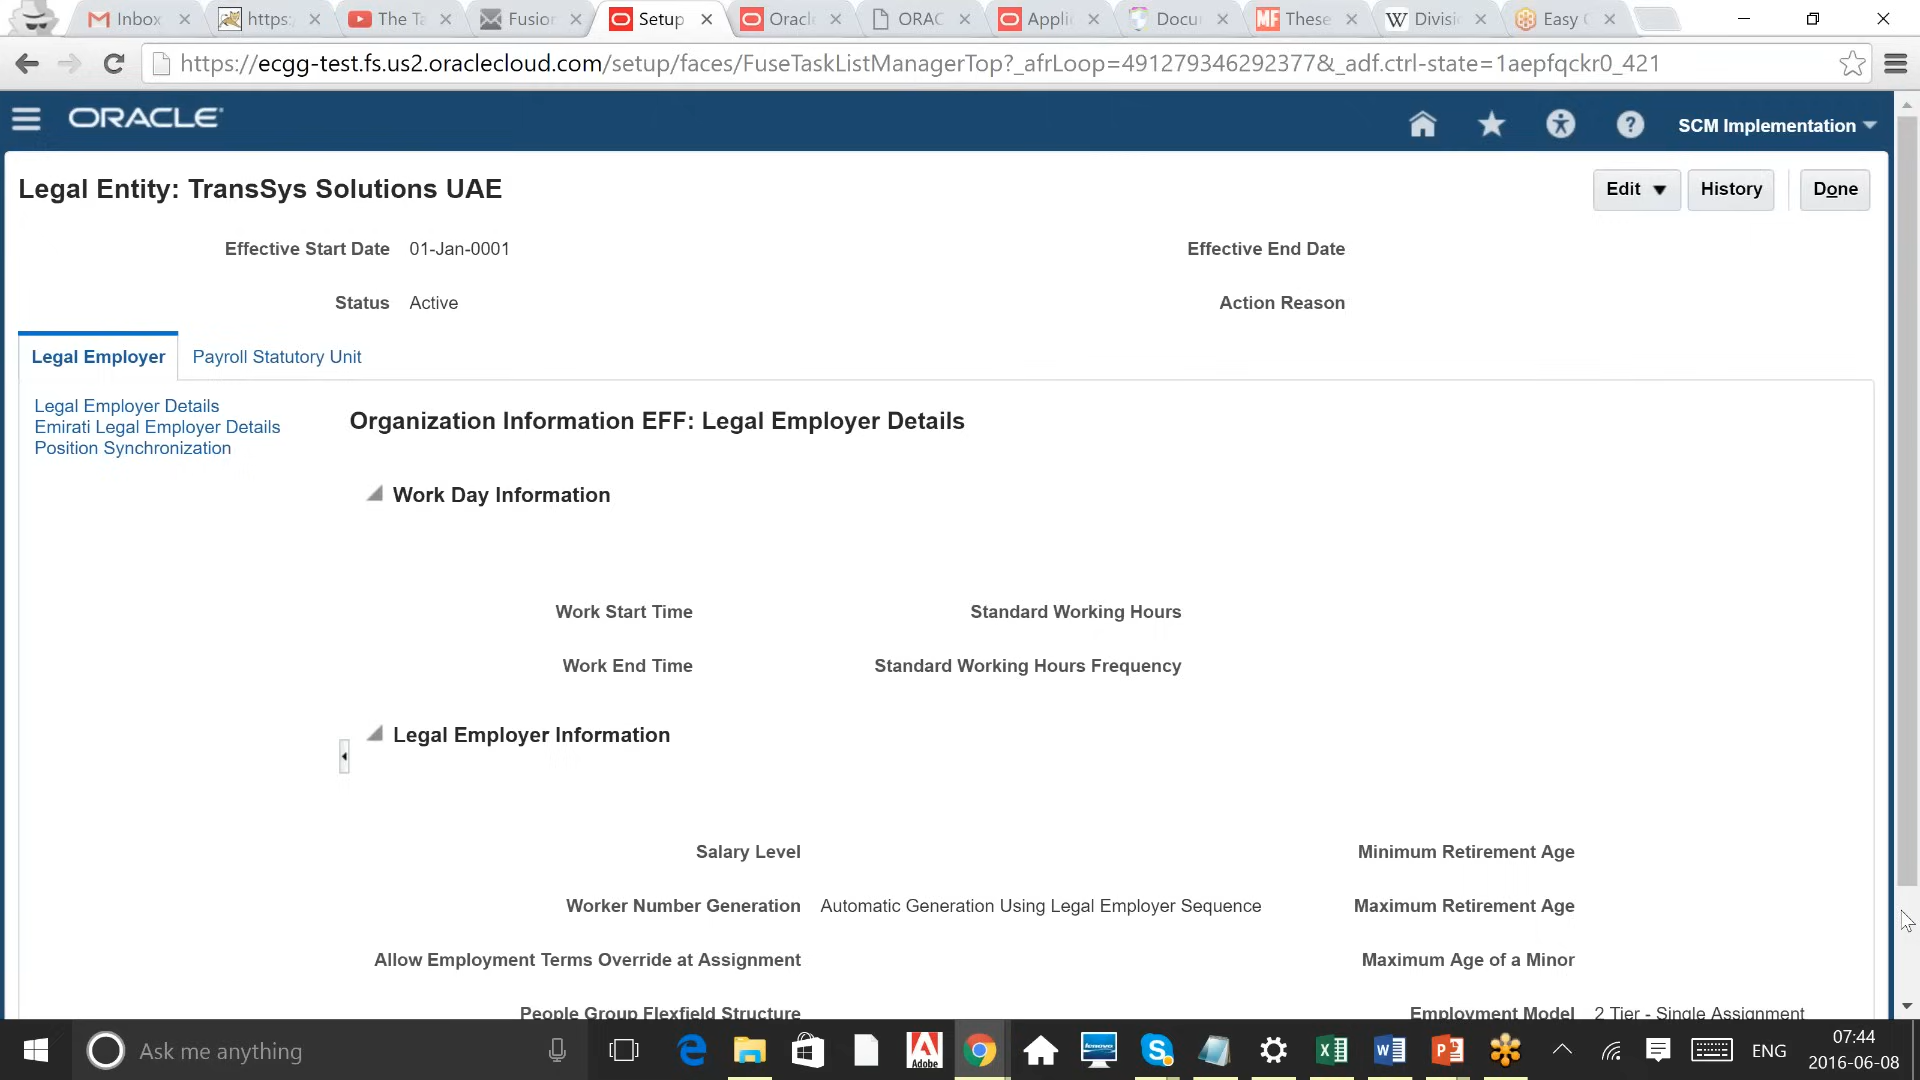 Inbox
https:
The Ta
Fusion
Setup
Oracle
ORAC
Appli
Docu
These
Divisi
Easy
https://ecgg-test.fs.us2.oraclecloud.com/setup/faces/FuseTaskListManagerTop?_afrLoop=491279346292377&_adf.ctrl-state=1aepfqckr0_421
ORACLE
SCM Implementation
Legal Entity: TransSys Solutions UAE
Edit
History
Done
Effective Start Date 01-Jan-0001
Effective End Date
Status Active
Action Reason
Legal Employer
Payroll Statutory Unit
Legal Employer Details
Emirati Legal Employer Details
Position Synchronization
Organization Information EFF: Legal Employer Details
Work Day Information
Work Start Time
Standard Working Hours
Work End Time
Standard Working Hours Frequency
Legal Employer Information
Salary Level
Minimum Retirement Age
Worker Number Generation Automatic Generation Using Legal Employer Sequence
Maximum Retirement Age
Allow Employment Terms Override at Assignment
Maximum Age of a Minor
People Group Flexfield Structure
Employment Model 2 Tier - Single Assignment
Ask me anything
Adobe
lenovo
ENG
07:44
2016-06-08